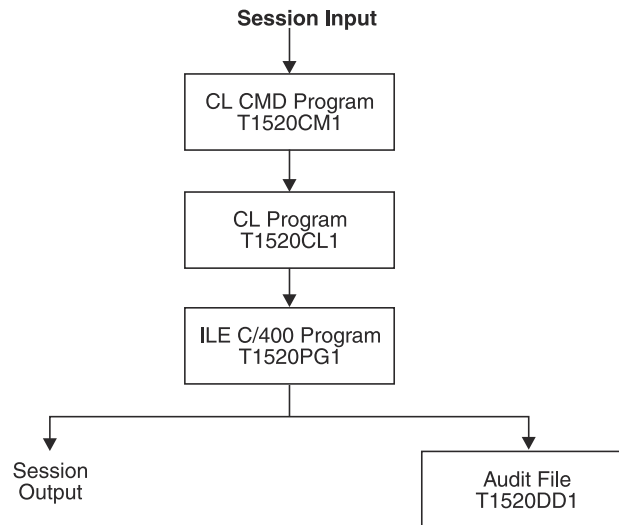 Session Input
CL CMD Program
T1520CM1
CL Program
T1520CL1
ILE C/400 Program
T1520PG1
Session
Output
Audit File
T1520DD1